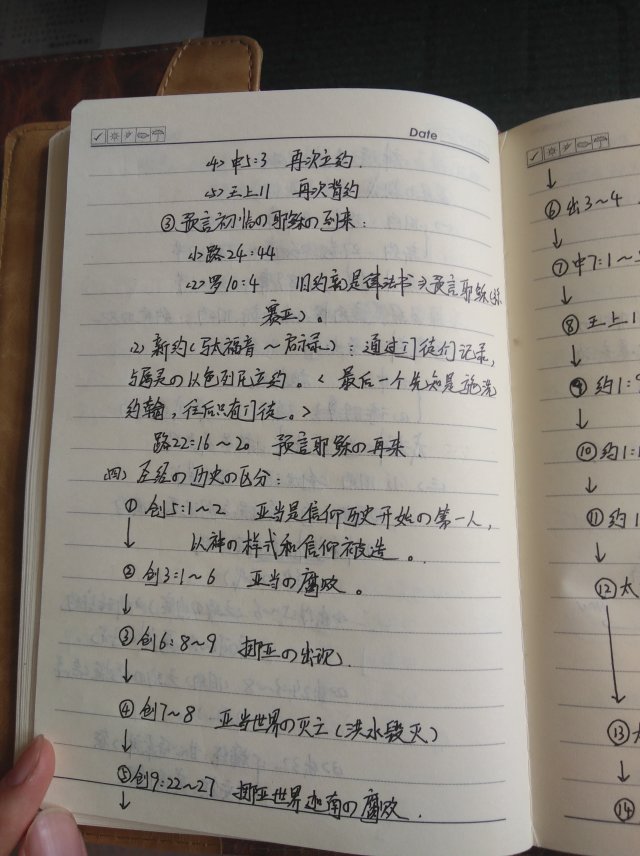 Date
(4) 申5:3 再次立约.
(5) 王上11 再次背约
③ 预言初临の耶稣の到来:
(1) 路24:44
(2) 罗10:4 旧约就是律法书→预言耶稣(弥
赛亚)。
(2) 新约(马太福音~启示录): 通过门徒们记录,
与属灵の以色列民立约。< 最后一个先知是施洗
约翰, 往后只有门徒。>
路22:16~20 预言耶稣の再来.
四) 圣经の历史の区分:
① 创5:1~2 亚当是信仰历史开始の第一人,
以神の样式和信仰被造。
↓
② 创3:1~6 亚当の腐败。
↓
③ 创6:8~9 挪亚の出现.
↓
④ 创7~8 亚当世界の灭亡(洪水毁灭)
↓
⑤ 创9:22~27 挪亚世界迦南の腐败.
↓
↓
⑥ 出3~4
↓
⑦ 申7:1~
↓
⑧ 王上1
↓
⑨ 约1:9
↓
⑩ 约1:1
↓
⑪ 约1
↓
⑫ 太
↓
⑬
↓
⑭